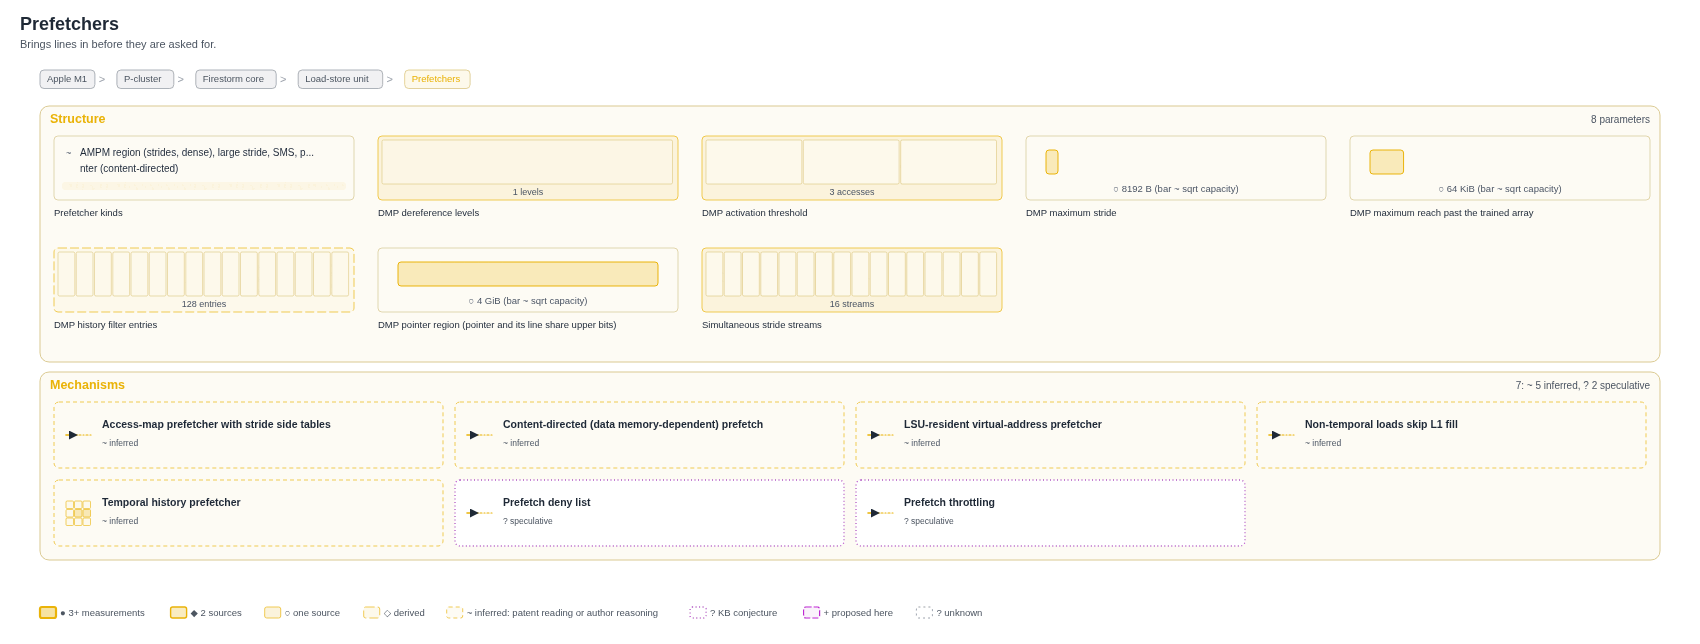 Prefetchers
Brings lines in before they are asked for.
Apple M1 > P-cluster > Firestorm core > Load-store unit > Prefetchers
Structure
8 parameters
~ AMPM region (strides, dense), large stride, SMS, p...
nter (content-directed)
Prefetcher kinds
1 levels
DMP dereference levels
3 accesses
DMP activation threshold
○ 8192 B (bar ~ sqrt capacity)
DMP maximum stride
○ 64 KiB (bar ~ sqrt capacity)
DMP maximum reach past the trained array
128 entries
DMP history filter entries
○ 4 GiB (bar ~ sqrt capacity)
DMP pointer region (pointer and its line share upper bits)
16 streams
Simultaneous stride streams
Mechanisms
7: ~ 5 inferred, ? 2 speculative
Access-map prefetcher with stride side tables
~ inferred
Content-directed (data memory-dependent) prefetch
~ inferred
LSU-resident virtual-address prefetcher
~ inferred
Non-temporal loads skip L1 fill
~ inferred
Temporal history prefetcher
~ inferred
Prefetch deny list
? speculative
Prefetch throttling
? speculative
● 3+ measurements ◆ 2 sources ○ one source ◇ derived ~ inferred: patent reading or author reasoning ? KB conjecture + proposed here ? unknown